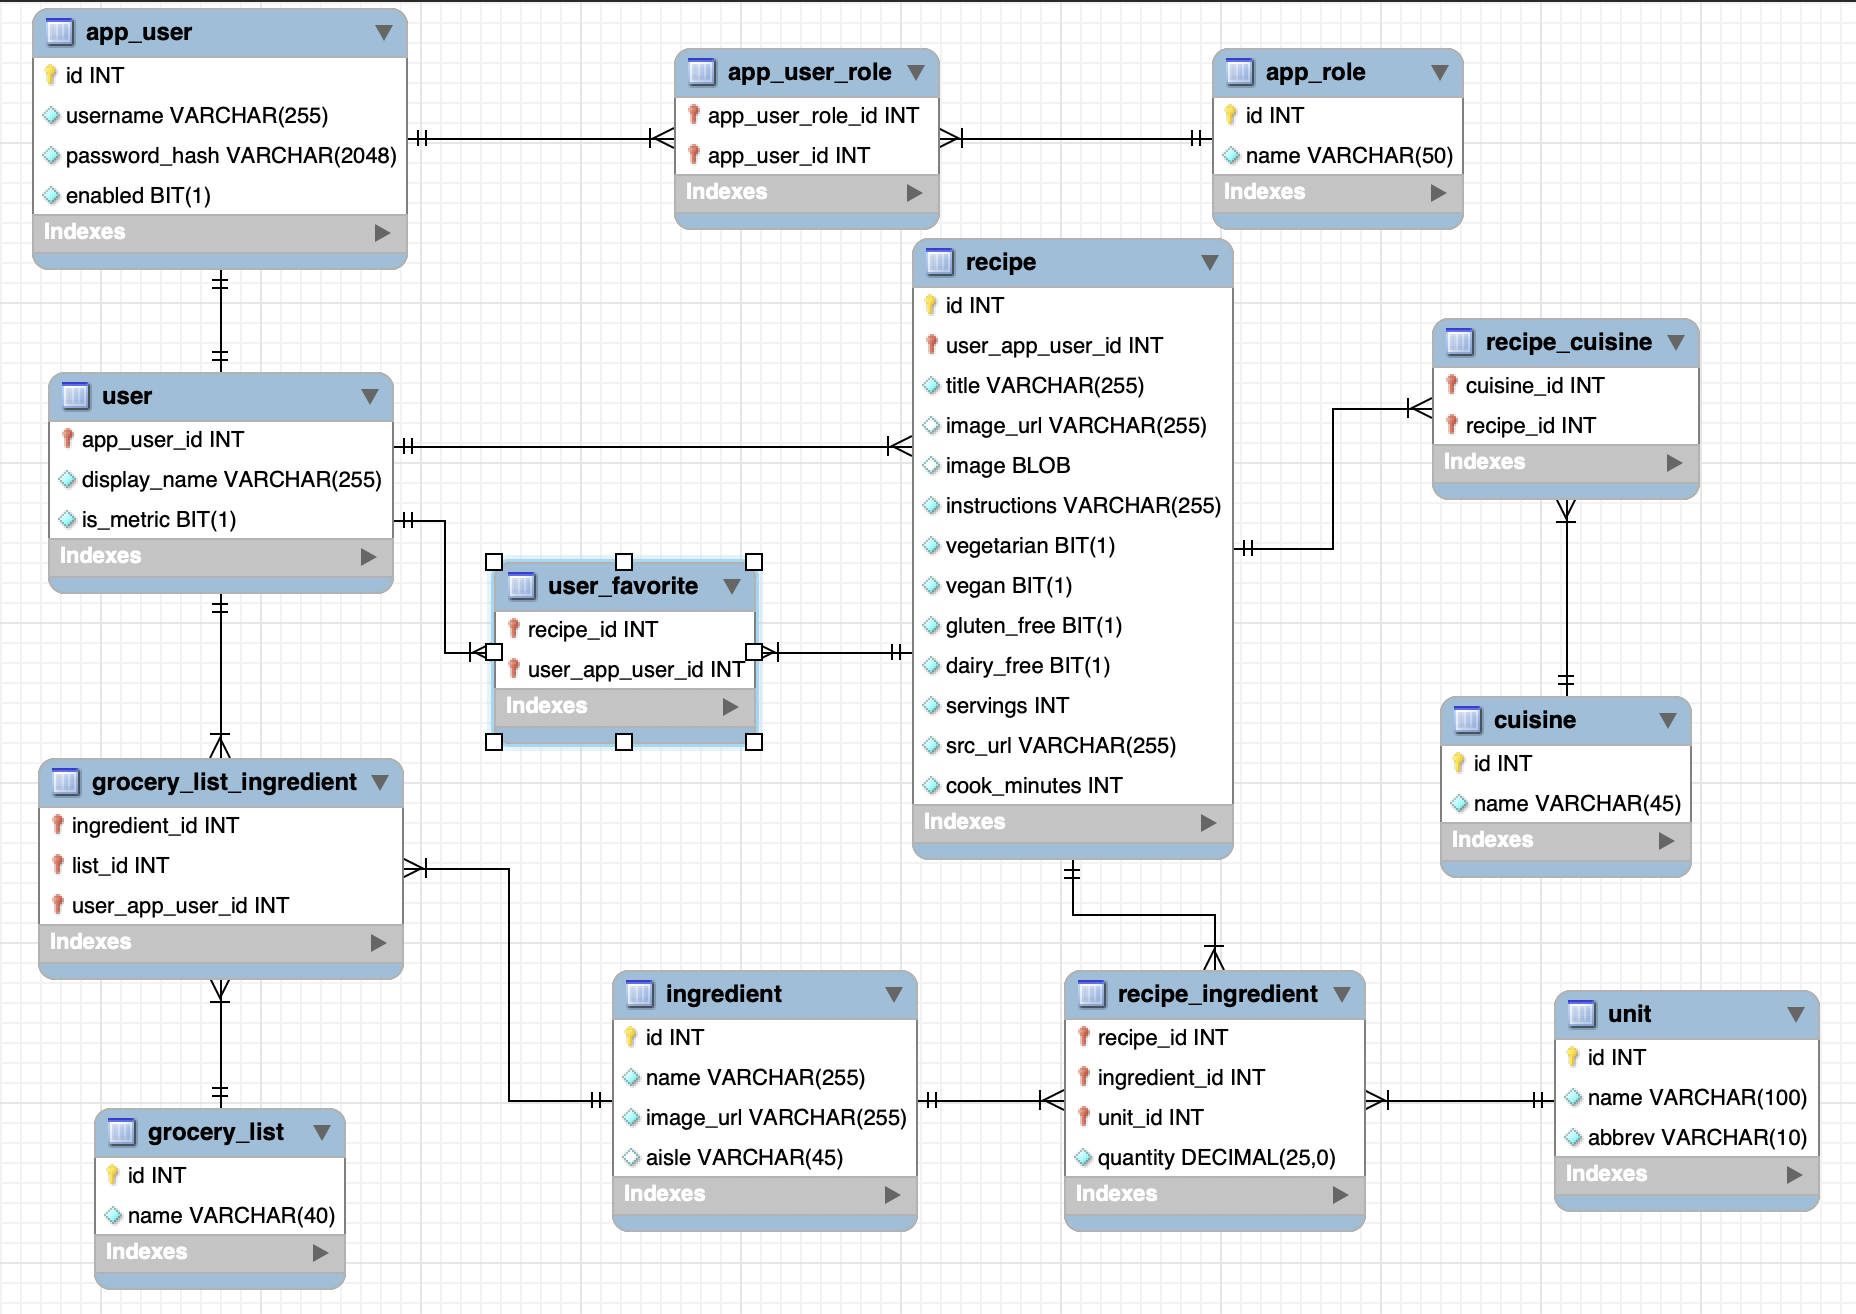 app_user
id INT
username VARCHAR(255)
password_hash VARCHAR(2048)
enabled BIT(1)
Indexes
app_user_role
app_user_role_id INT
app_user_id INT
Indexes
app_role
id INT
name VARCHAR(50)
Indexes
user
app_user_id INT
display_name VARCHAR(255)
is_metric BIT(1)
Indexes
user_favorite
recipe_id INT
user_app_user_id INT
Indexes
recipe
id INT
user_app_user_id INT
title VARCHAR(255)
image_url VARCHAR(255)
image BLOB
instructions VARCHAR(255)
vegetarian BIT(1)
vegan BIT(1)
gluten_free BIT(1)
dairy_free BIT(1)
servings INT
src_url VARCHAR(255)
cook_minutes INT
Indexes
recipe_cuisine
cuisine_id INT
recipe_id INT
Indexes
cuisine
id INT
name VARCHAR(45)
Indexes
grocery_list_ingredient
ingredient_id INT
list_id INT
user_app_user_id INT
Indexes
grocery_list
id INT
name VARCHAR(40)
Indexes
ingredient
id INT
name VARCHAR(255)
image_url VARCHAR(255)
aisle VARCHAR(45)
Indexes
recipe_ingredient
recipe_id INT
ingredient_id INT
unit_id INT
quantity DECIMAL(25,0)
Indexes
unit
id INT
name VARCHAR(100)
abbrev VARCHAR(10)
Indexes